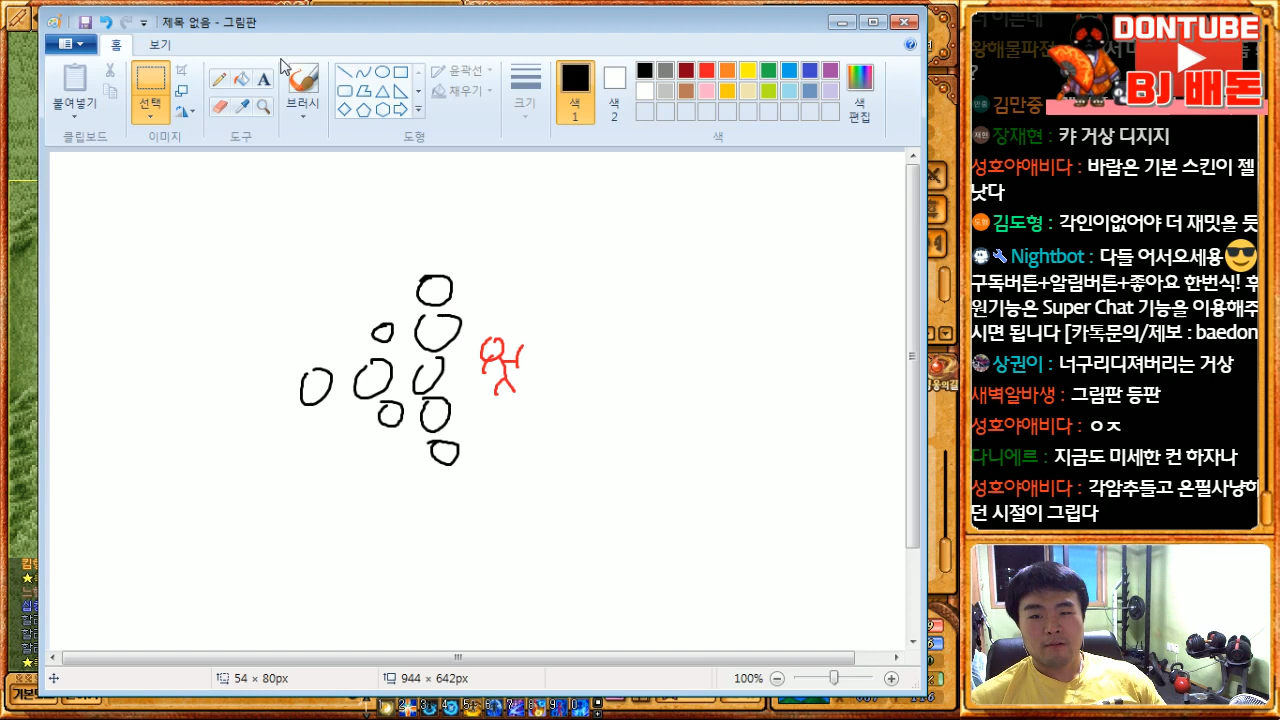 제목 없음 - 그림판
홈
보기
붙여넣기
선택
브러시
윤곽선
채우기
크기
색
1
색
2
색
편집
클립보드
이미지
도구
도형
색
54 × 80px
944 × 642px
100%
DONTUBE
BJ 배돈
김만중
장재현 : 캬 거상 디지지
성호야애비다 : 바람은 기본 스킨이 젤
낫다
김도형 : 각인이없어야 더 재밋을 듯
Nightbot : 다들 어서오세용
구독버튼+알림버튼+좋아요 한번식! 후
원기능은 Super Chat 기능을 이용해주
시면 됩니다 [카톡문의/제보 : baedon
상권이 : 너구리디져버리는 거상
새벽알바생 : 그림판 등판
성호야애비다 : ㅇㅈ
다니에르 : 지금도 미세한 컨 하자나
성호야애비다 : 각암추들고 은필사냥하
던 시절이 그립다